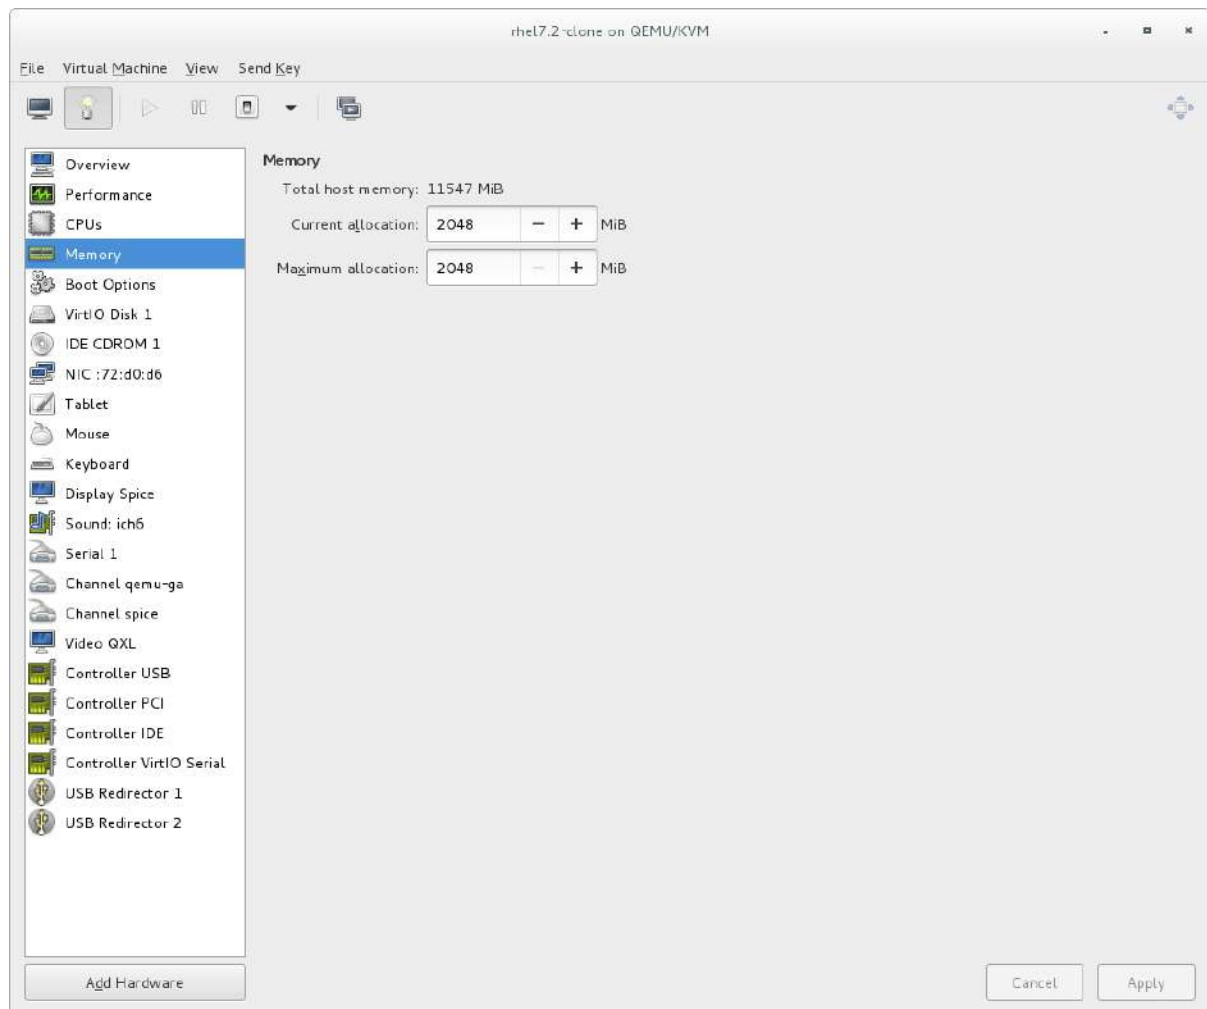 rhel7.2-clone on QEMU/KVM
File Virtual Machine View Send Key
Overview
Performance
CPUs
Memory
Boot Options
VirtIO Disk 1
IDE CDROM 1
NIC :72:d0:d6
Tablet
Mouse
Keyboard
Display Spice
Sound: ich6
Serial 1
Channel qemu-ga
Channel spice
Video QXL
Controller USB
Controller PCI
Controller IDE
Controller VirtIO Serial
USB Redirector 1
USB Redirector 2
Add Hardware
Memory
Total host memory: 11547 MiB
Current allocation: 2048 − + MiB
Maximum allocation: 2048 − + MiB
Cancel Apply